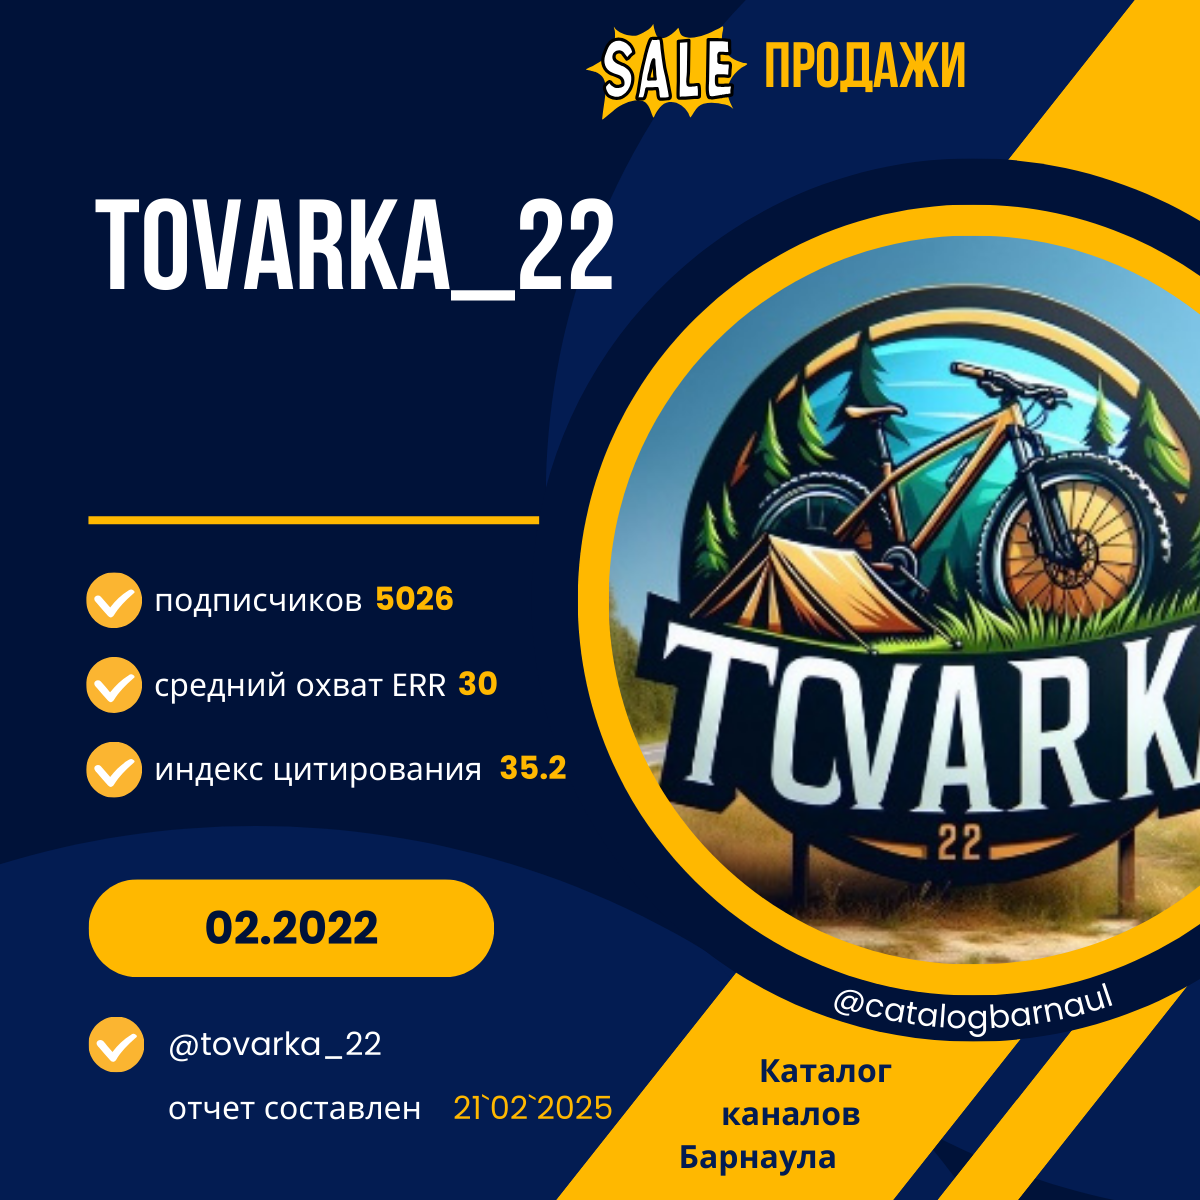 SALE ПРОДАЖИ
TOVARKA_22
подписчиков 5026
средний охват ERR 30
индекс цитирования 35.2
02.2022
@tovarka_22
отчет составлен 21`02`2025
TOVARKA
22
@catalogbarnaul
Каталог
каналов
Барнаула